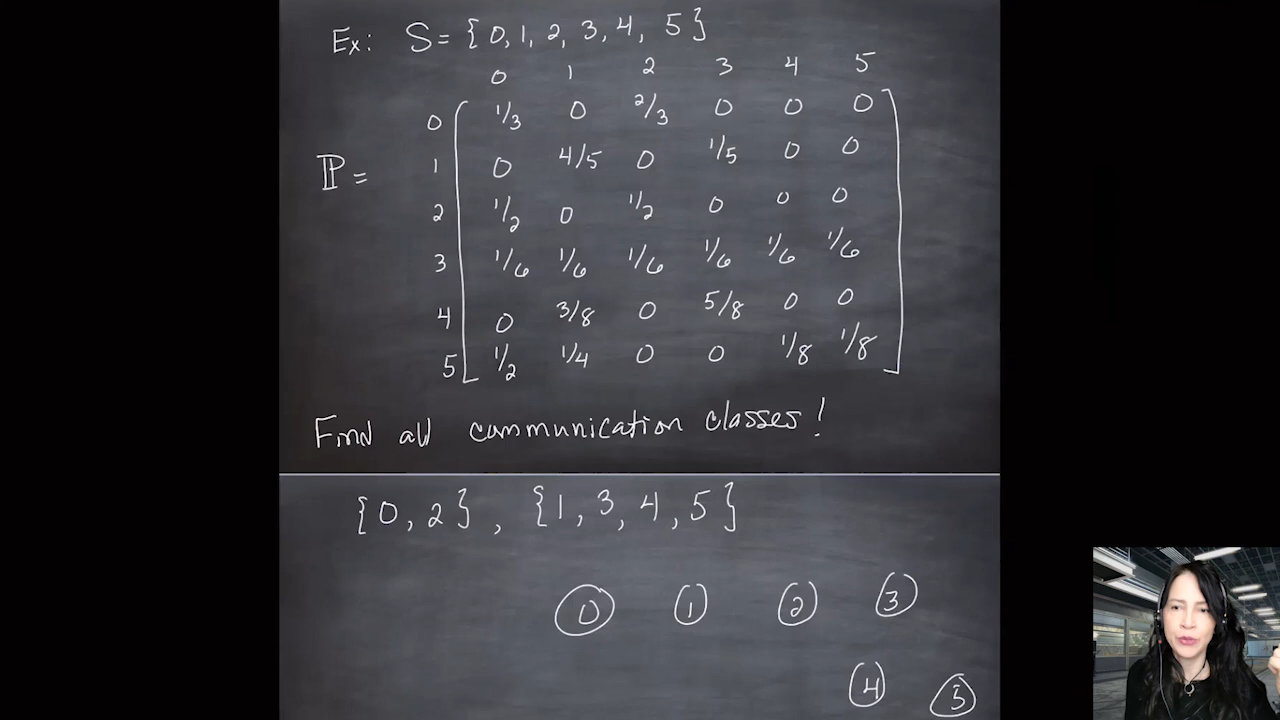 Ex: S = { 0, 1, 2, 3, 4, 5 }
0 1 2 3 4 5
0 1/3 0 2/3 0 0 0
1 0 4/5 0 1/5 0 0
ℙ =
2 1/2 0 1/2 0 0 0
3 1/6 1/6 1/6 1/6 1/6 1/6
4 0 3/8 0 5/8 0 0
5 1/2 1/4 0 0 1/8 1/8
Find all communication classes!
{0, 2}, {1, 3, 4, 5}
0 1 2 3
4 5